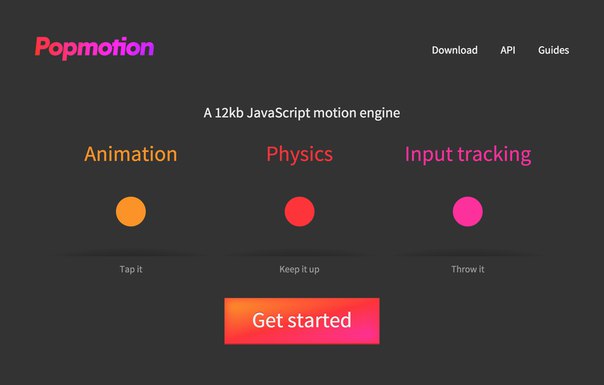 Popmotion
Download API Guides
A 12kb JavaScript motion engine
Animation Physics Input tracking
Tap it Keep it up Throw it
Get started